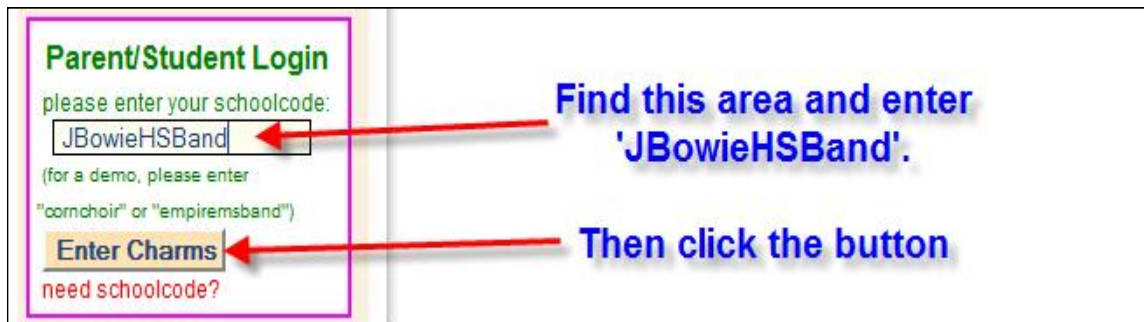 Parent/Student Login
please enter your schoolcode:
JBowieHSBand
(for a demo, please enter
"cornchoir" or "empiremsband")
Enter Charms
need schoolcode?
Find this area and enter
'JBowieHSBand'.
Then click the button